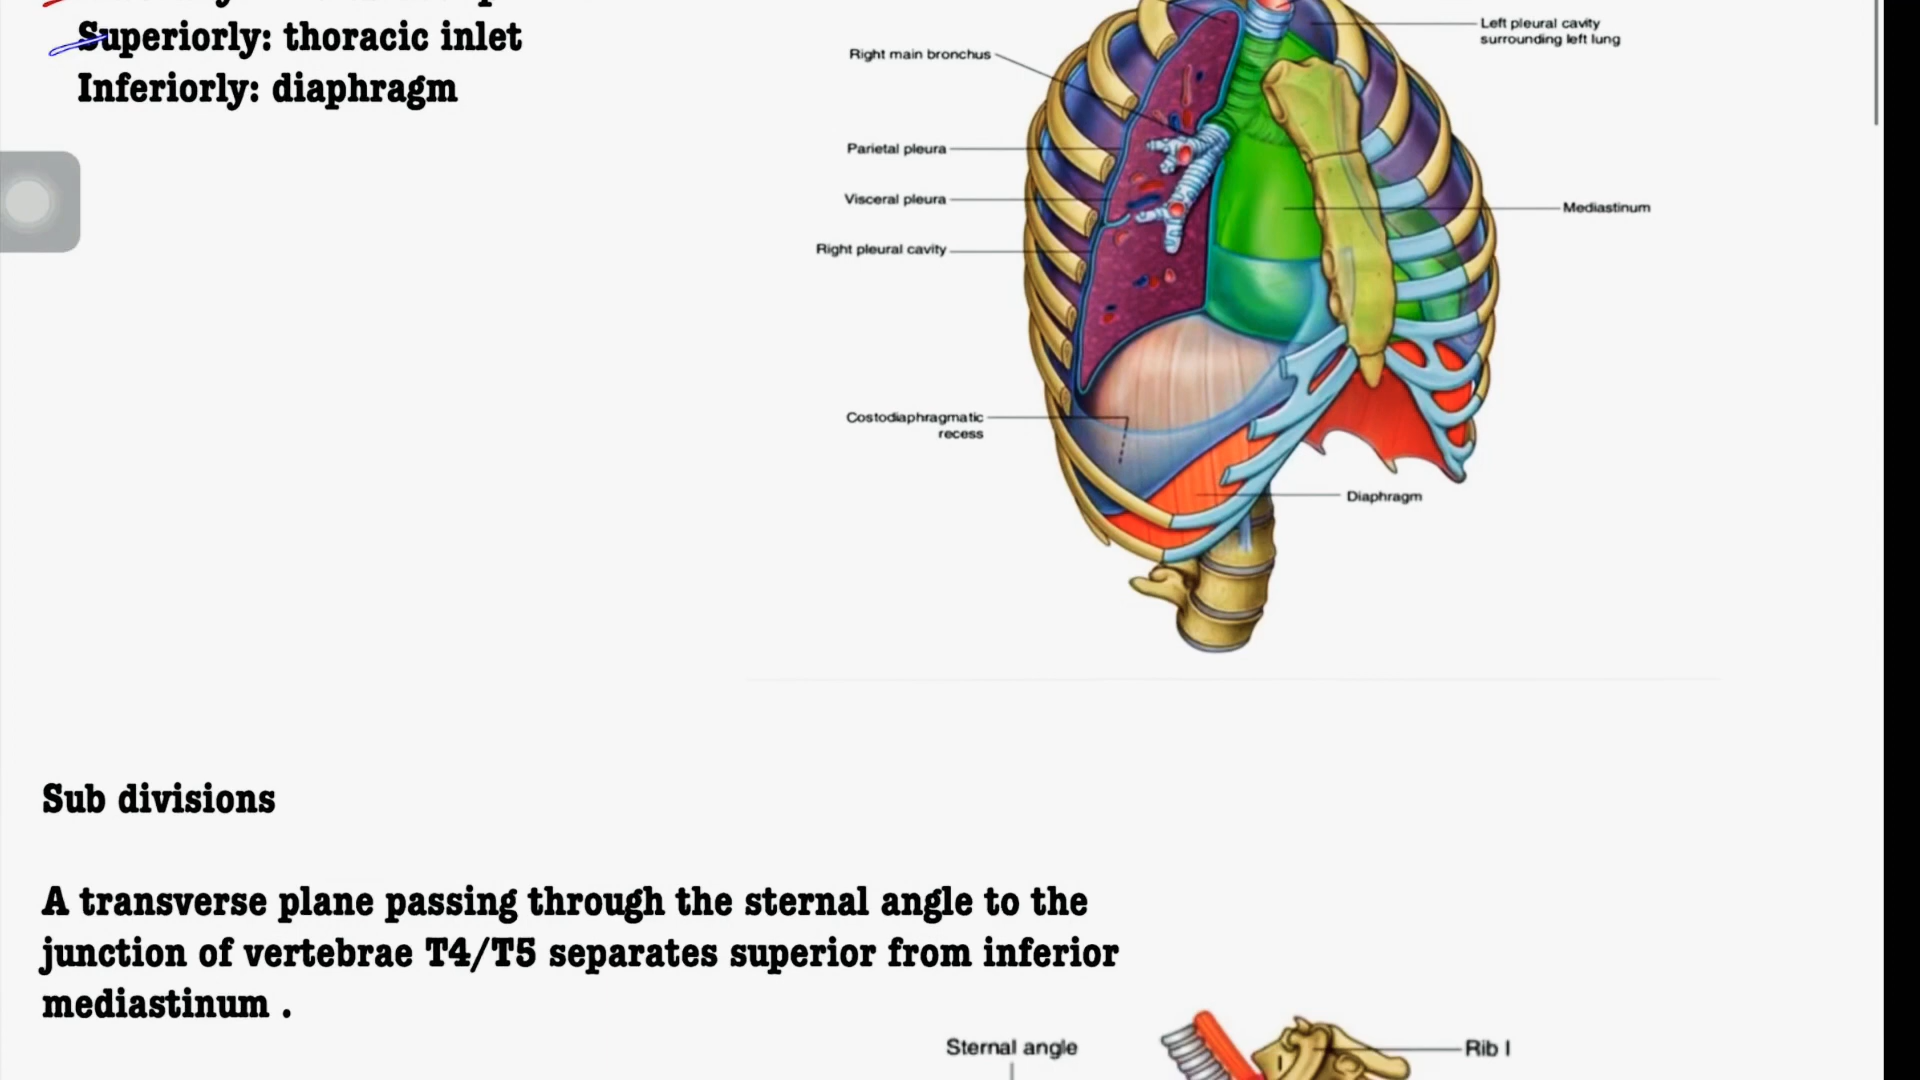 Superiorly: thoracic inlet
Inferiorly: diaphragm
Left pleural cavity
surrounding left lung
Right main bronchus
Parietal pleura
Visceral pleura
Right pleural cavity
Mediastinum
Costodiaphragmatic
recess
Diaphragm
Sub divisions
A transverse plane passing through the sternal angle to the
junction of vertebrae T4/T5 separates superior from inferior
mediastinum .
Sternal angle
Rib I